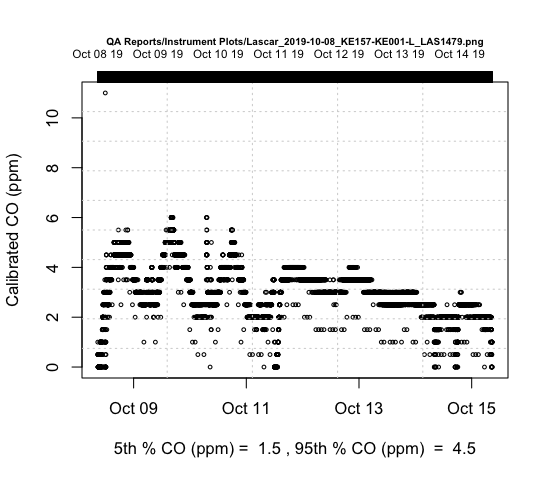 QA Reports/Instrument Plots/Lascar_2019-10-08_KE157-KE001-L_LAS1479.png
Oct 08 19 Oct 09 19 Oct 10 19 Oct 11 19 Oct 12 19 Oct 13 19 Oct 14 19
Calibrated CO (ppm)
10
8
6
4
2
0
Oct 09 Oct 11 Oct 13 Oct 15
5th % CO (ppm) = 1.5 , 95th % CO (ppm) = 4.5